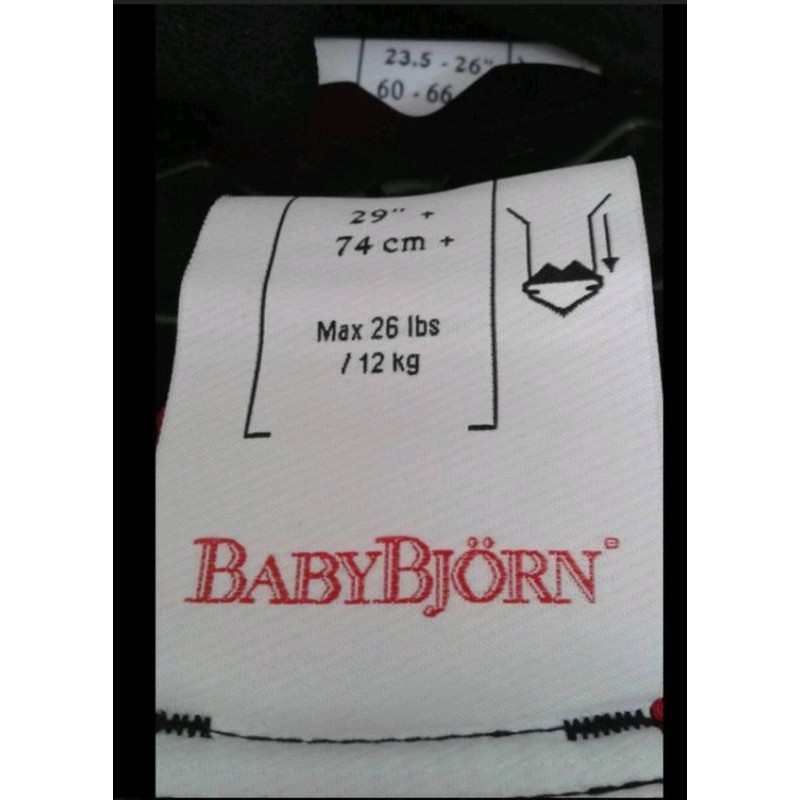 23.5 - 26"
60 - 66
29" +
74 cm +
Max 26 lbs
/ 12 kg
BABYBJÖRN®